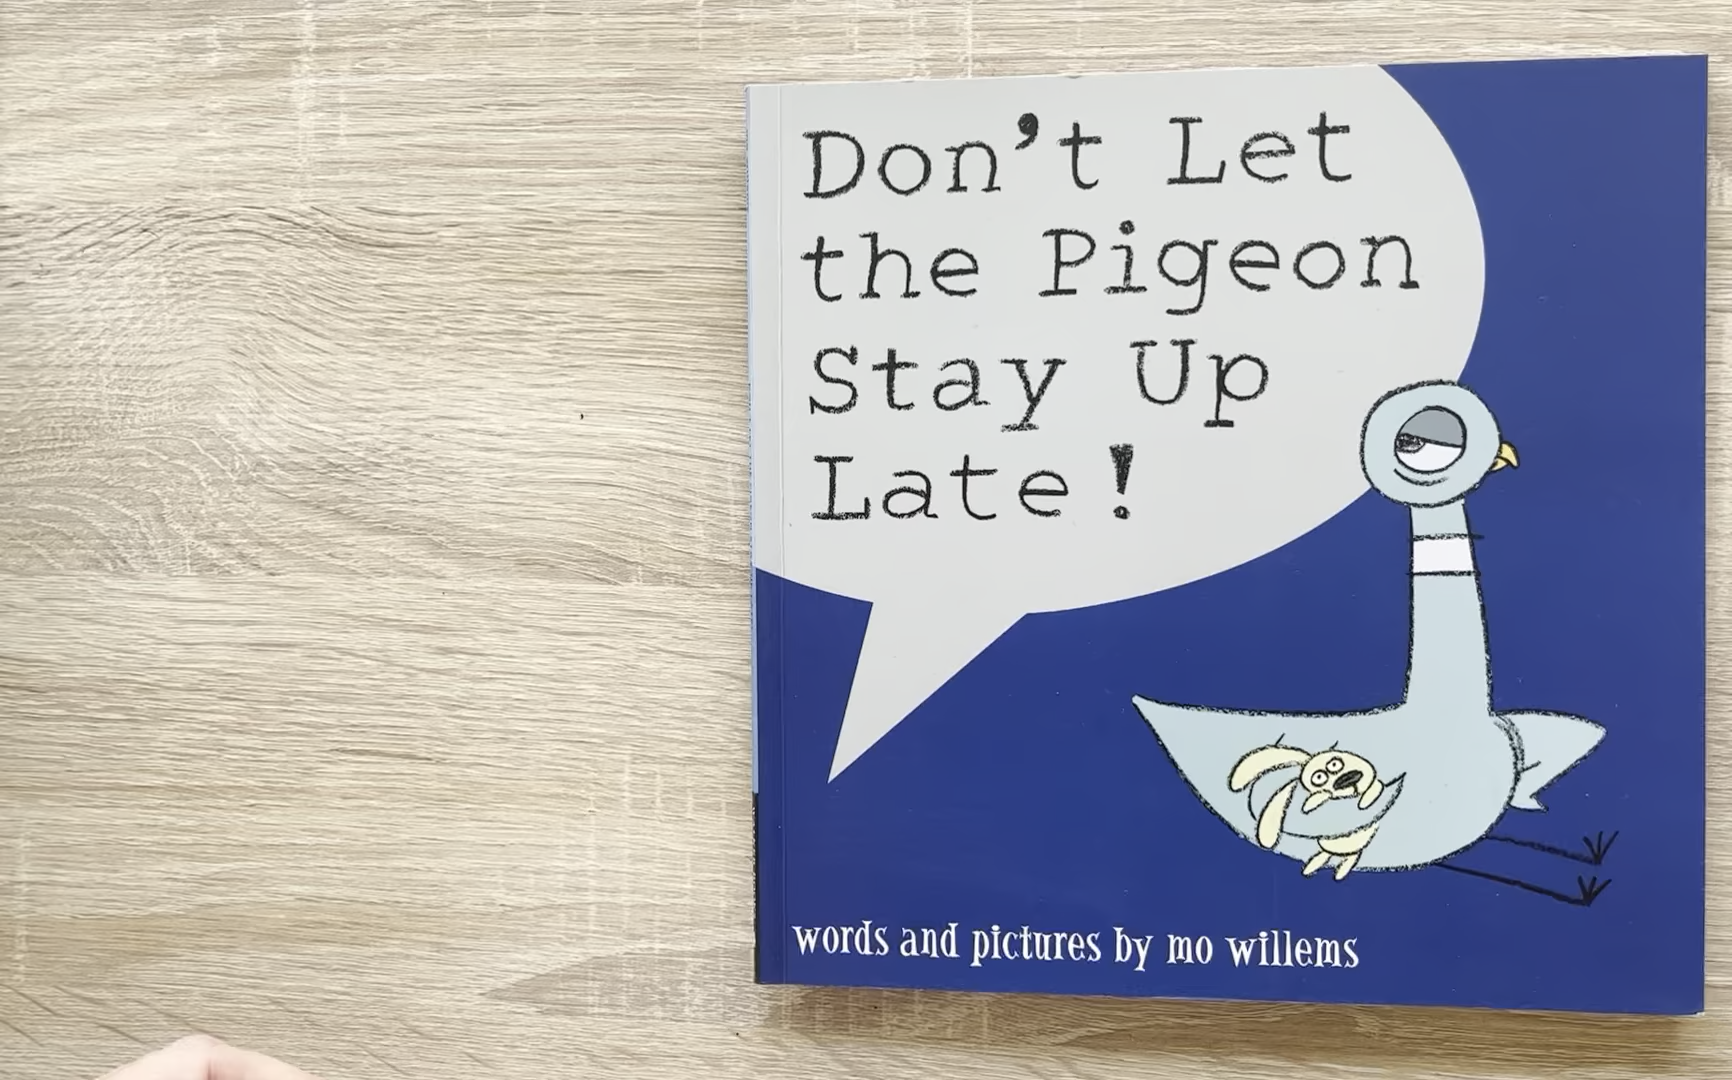 Don't Let
the Pigeon
Stay Up
Late!
words and pictures by mo willems